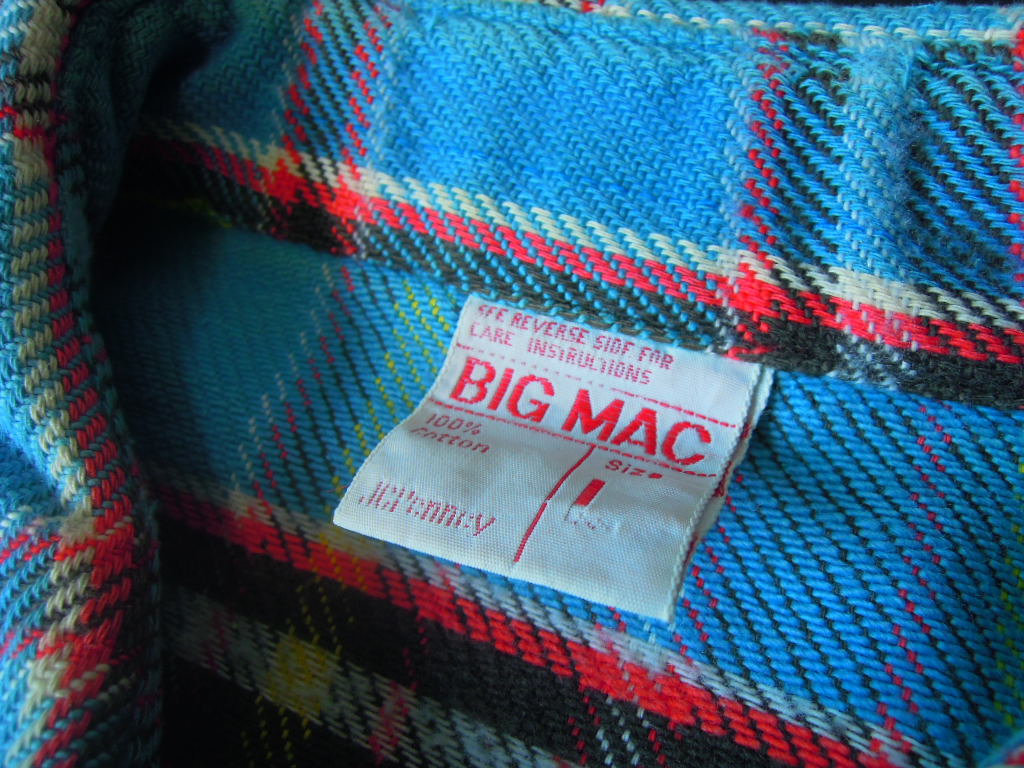 SEE REVERSE SIDE FOR
CARE INSTRUCTIONS
BIG MAC
100%
Cotton
Size
L
JCPenney